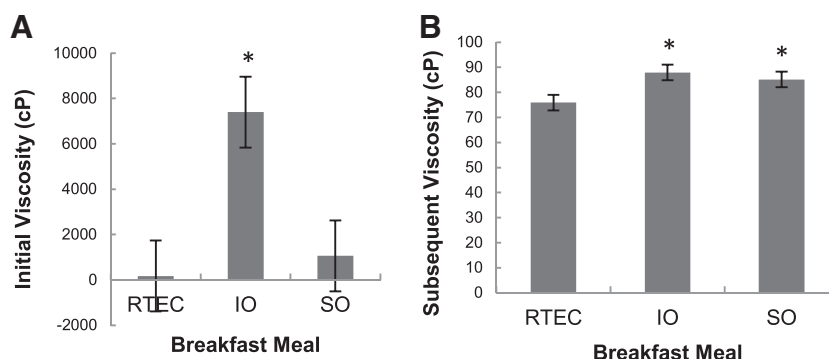 A
Initial Viscosity (cP)
10000
8000
6000
4000
2000
0
-2000
*
RTEC IO SO
Breakfast Meal
B
Subsequent Viscosity (cP)
100
90
80
70
60
50
40
30
20
10
0
* *
RTEC IO SO
Breakfast Meal